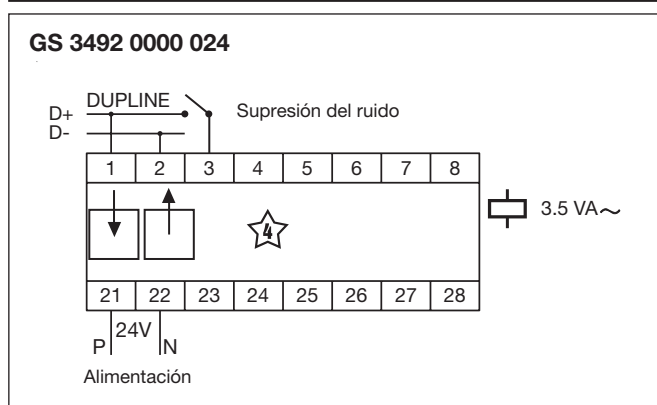 GS 3492 0000 024
DUPLINE
D+
D-
Supresión del ruido
1 2 3 4 5 6 7 8
4
3.5 VA~
21 22 23 24 25 26 27 28
24V
P N
Alimentación